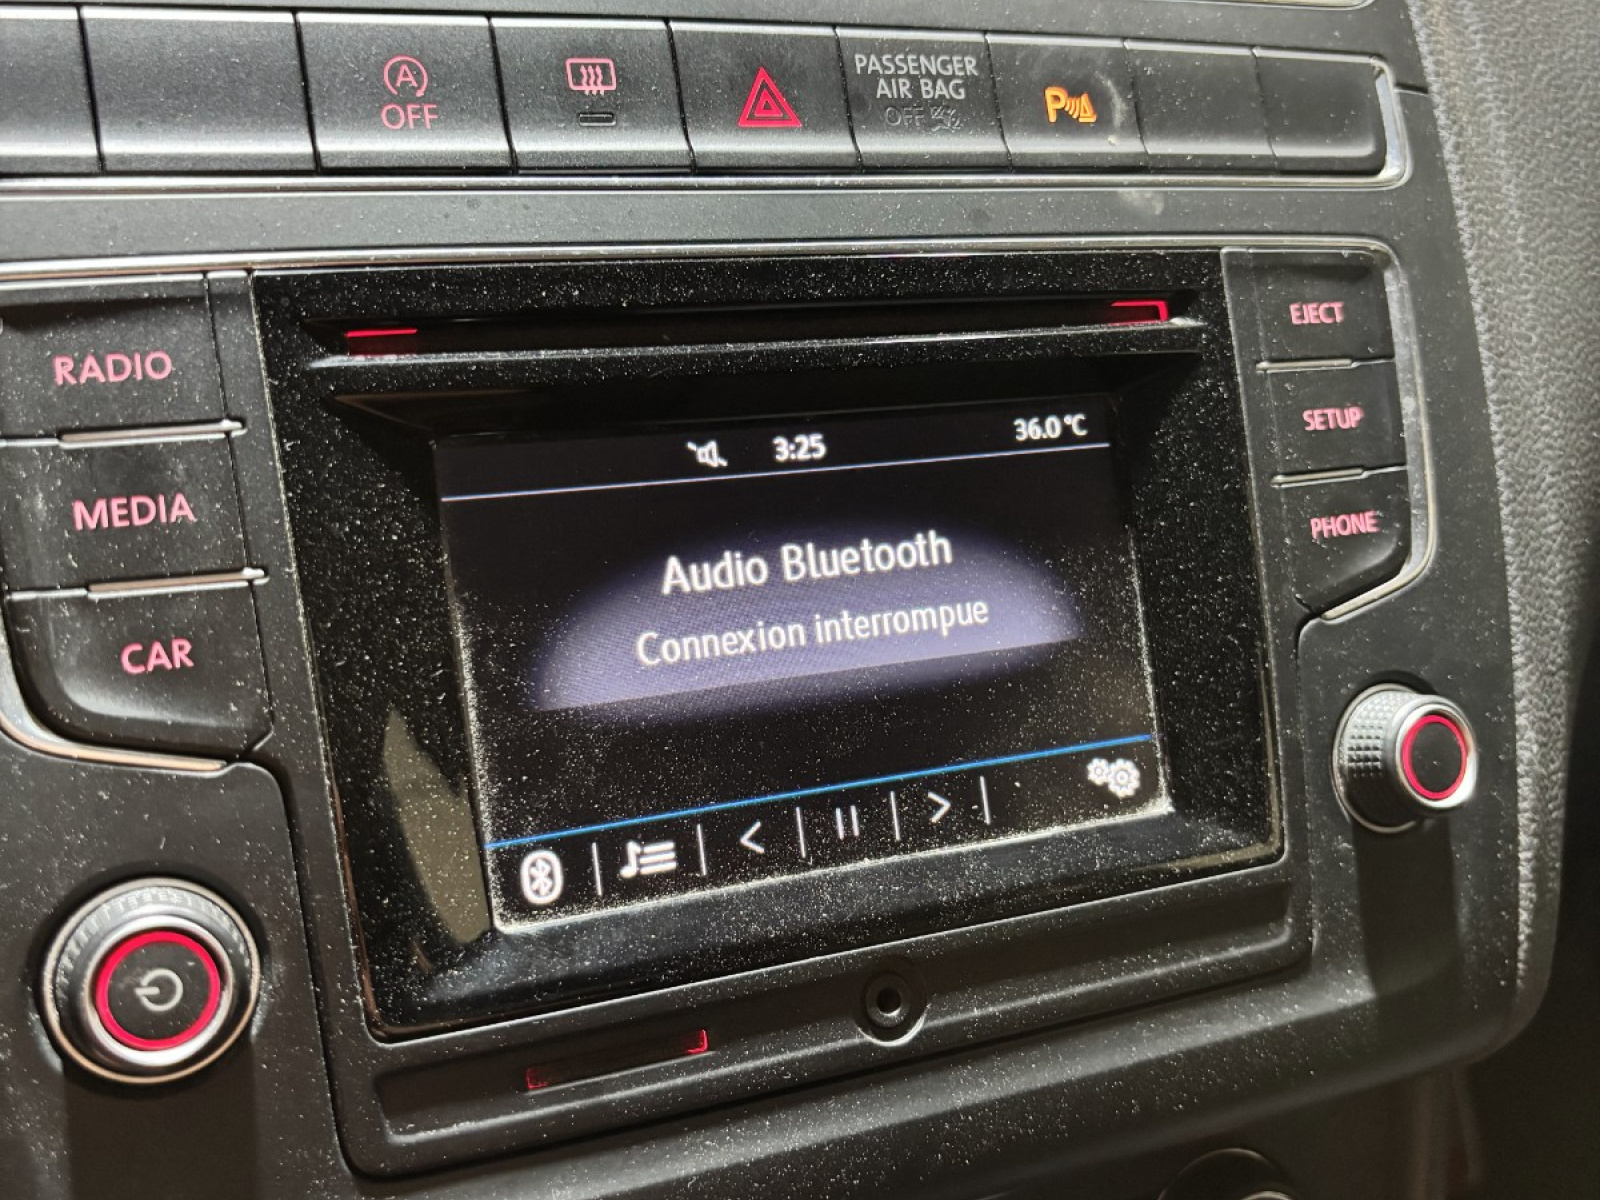 A
OFF
PASSENGER
AIR BAG
OFF
P
RADIO
MEDIA
CAR
EJECT
SETUP
PHONE
3:25
36.0 °C
Audio Bluetooth
Connexion interrompue